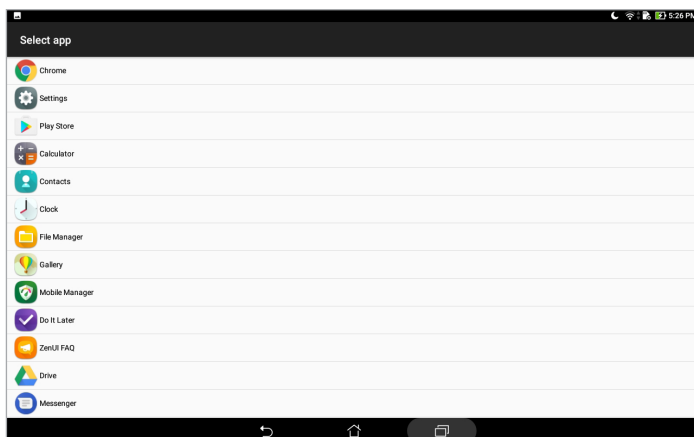 5:26 PM
Select app
Chrome
Settings
Play Store
Calculator
Contacts
Clock
File Manager
Gallery
Mobile Manager
Do It Later
ZenUI FAQ
Drive
Messenger